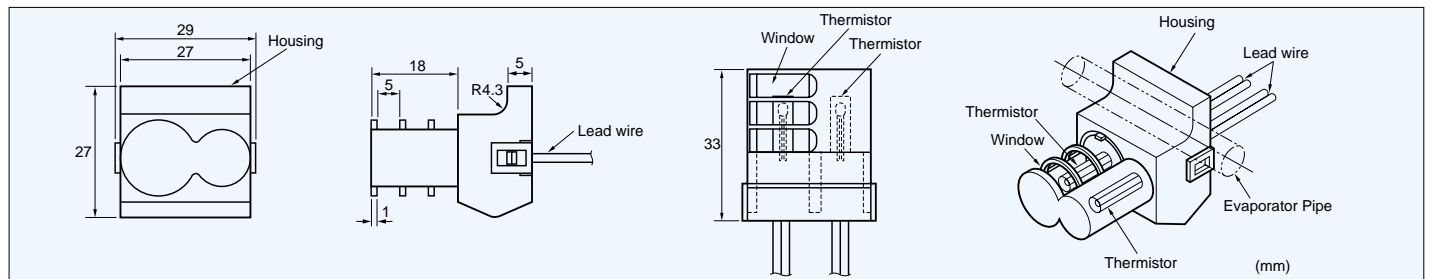 29
27
Housing
27
18
5
5
R4.3
Lead wire
1
Thermistor
Window
Thermistor
33
Housing
Lead wire
Thermistor
Window
Evaporator Pipe
Thermistor
(mm)